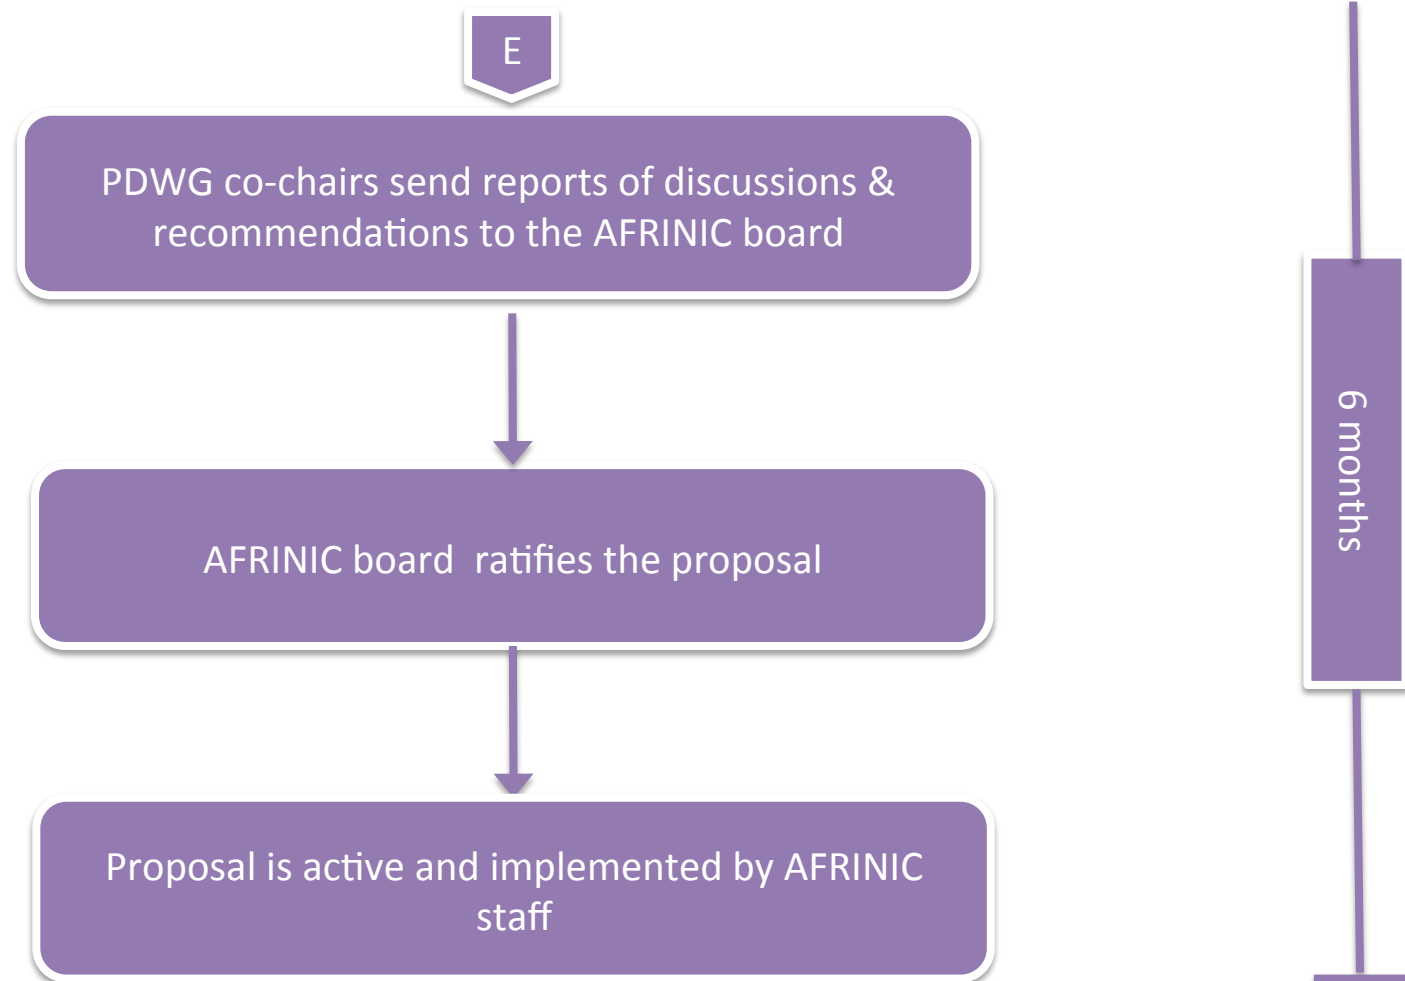 E
PDWG co-chairs send reports of discussions &
recommendations to the AFRINIC board
AFRINIC board  ratifies the proposal
Proposal is active and implemented by AFRINIC
staff
6 months